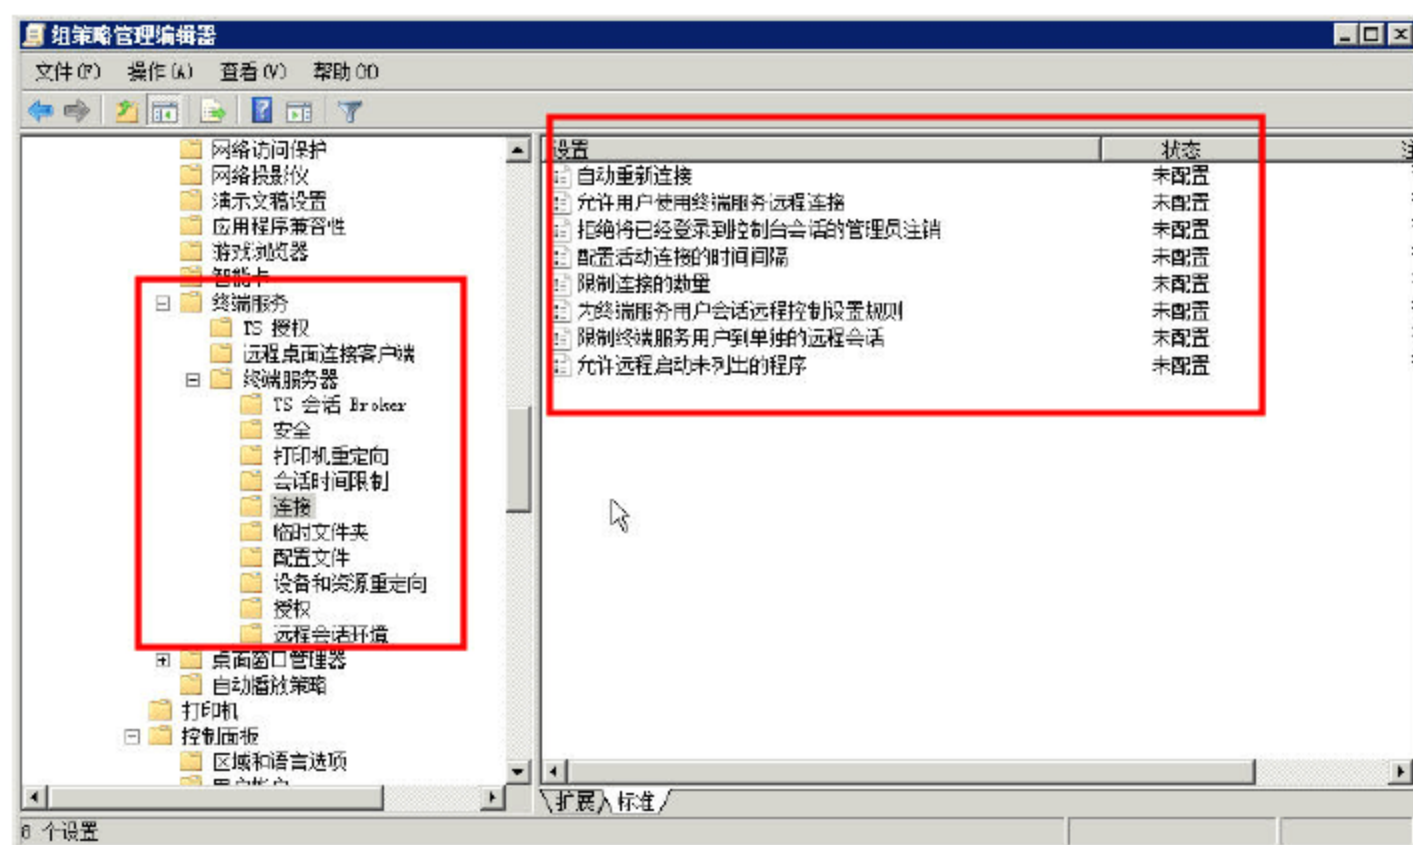 组策略管理编辑器
文件(F) 操作(A) 查看(V) 帮助(H)
网络访问保护
网络投影仪
演示文稿设置
应用程序兼容性
游戏浏览器
智能卡
终端服务
TS 授权
远程桌面连接客户端
终端服务器
TS 会话 Broker
安全
打印机重定向
会话时间限制
连接
临时文件夹
配置文件
设备和资源重定向
授权
远程会话环境
桌面窗口管理器
自动播放策略
打印机
控制面板
区域和语言选项
用户帐户
设置 状态
自动重新连接 未配置
允许用户使用终端服务远程连接 未配置
拒绝将已经登录到控制台会话的管理员注销 未配置
配置活动连接的时间间隔 未配置
限制连接的数量 未配置
为终端服务用户会话远程控制设置规则 未配置
限制终端服务用户到单独的远程会话 未配置
允许远程启动未列出的程序 未配置
扩展 标准
8 个设置